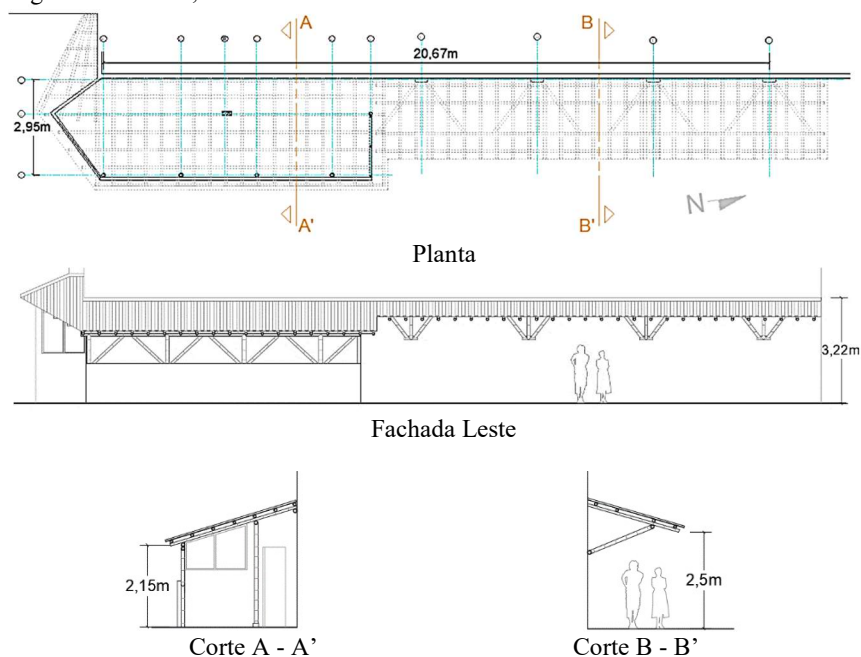 A
B
20,67m
2,95m
A'
B'
N
Planta
3,22m
Fachada Leste
2,15m
2,5m
Corte A - A’
Corte B - B’